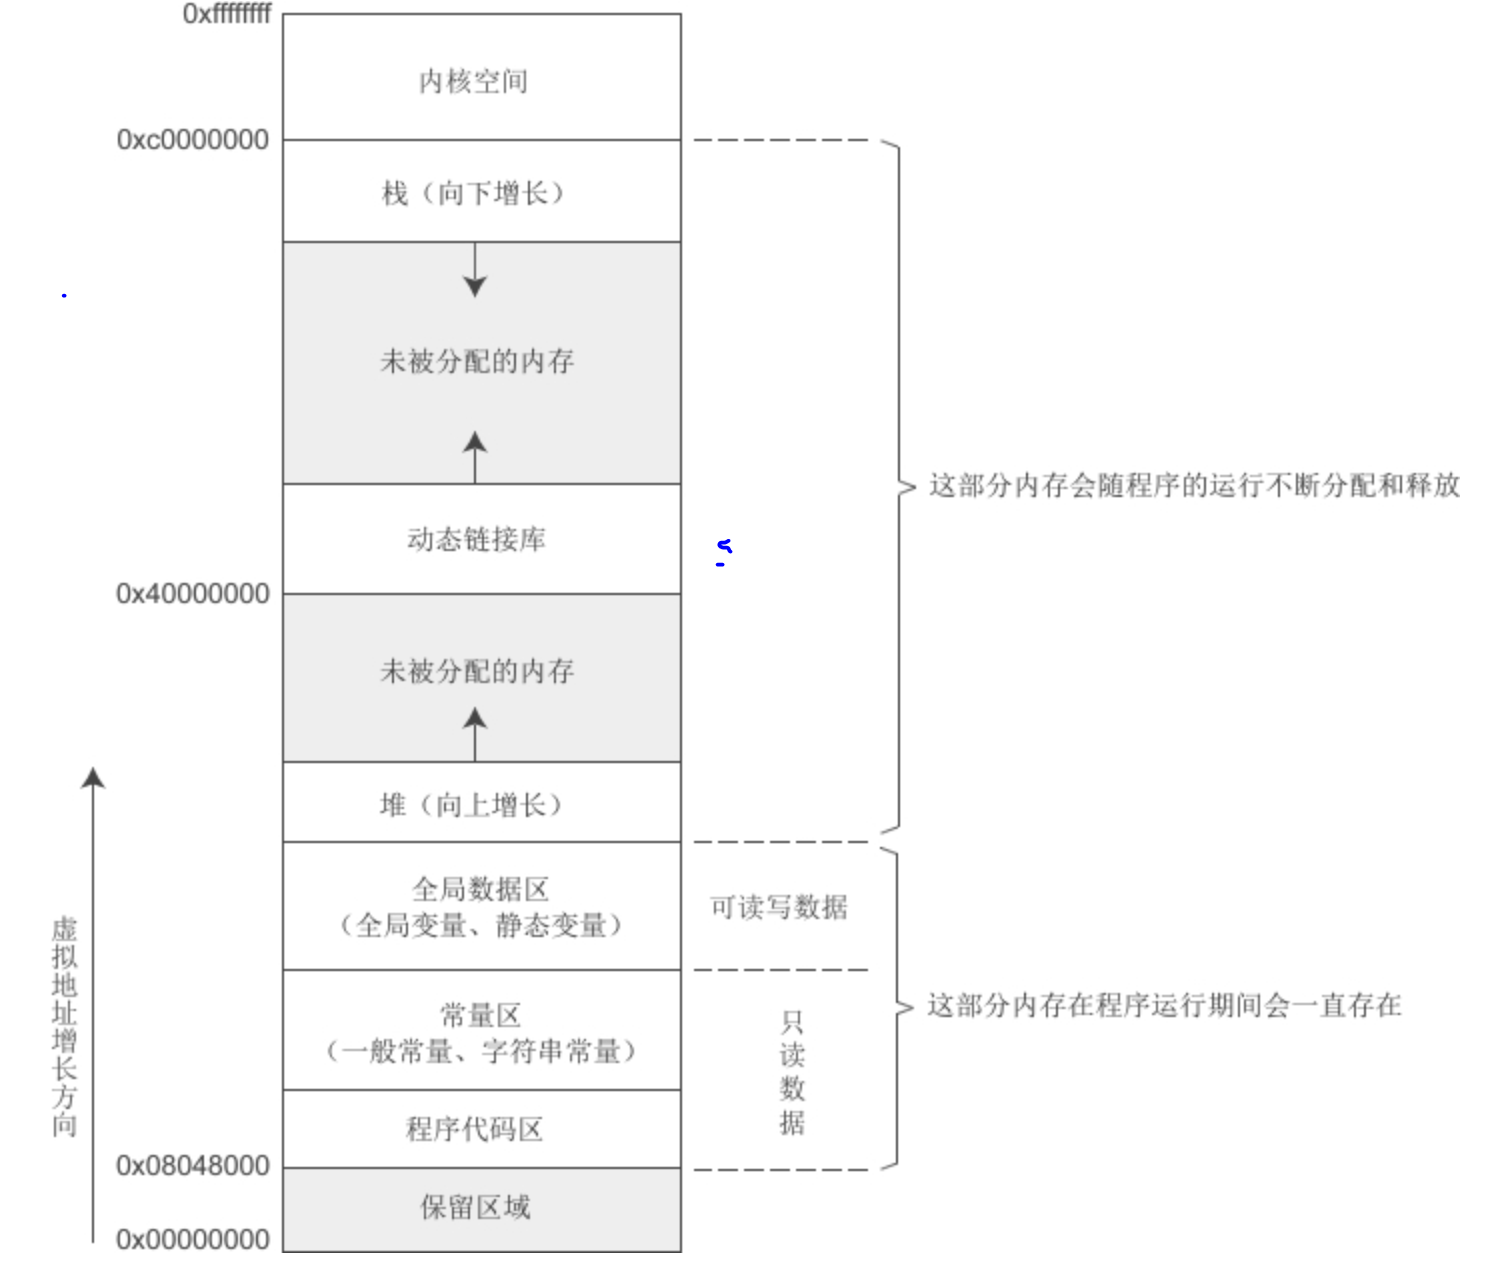 0xffffffff
内核空间
0xc0000000
栈（向下增长）
未被分配的内存
这部分内存会随程序的运行不断分配和释放
动态链接库
0x40000000
未被分配的内存
堆（向上增长）
全局数据区
（全局变量、静态变量）
可读写数据
常量区
（一般常量、字符串常量）
只读数据
这部分内存在程序运行期间会一直存在
程序代码区
虚拟地址增长方向
0x08048000
保留区域
0x00000000